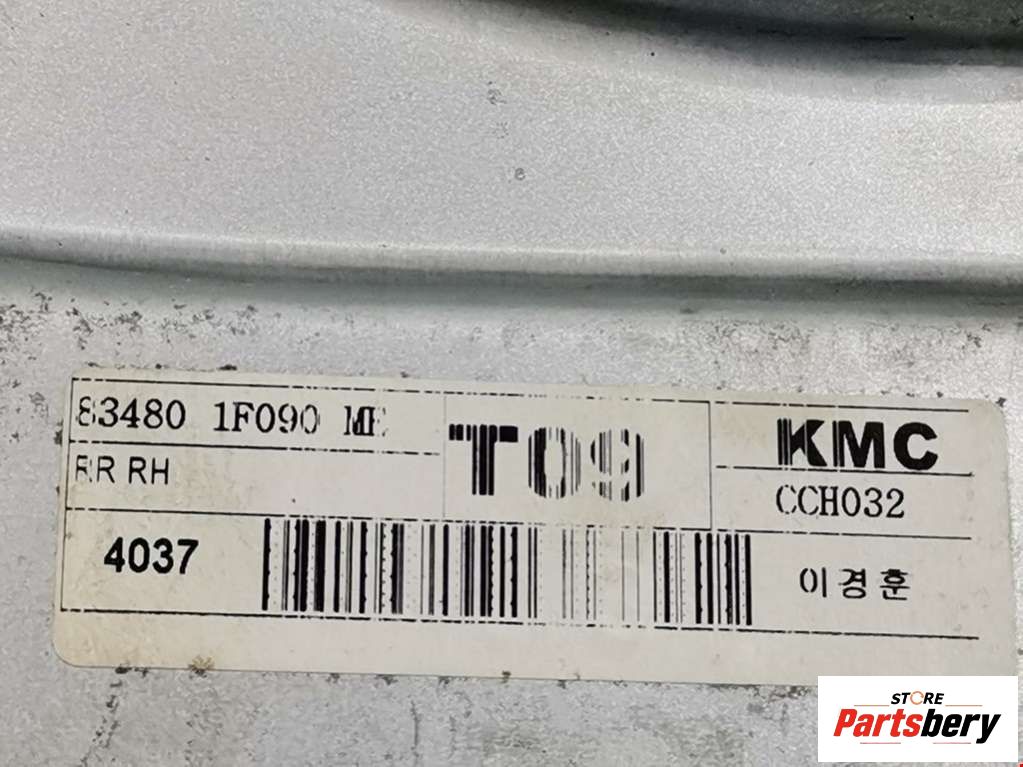 83480 1F090 ME
RR RH
T09
KMC
CCH032
4037
이경훈
STORE
Partsbery